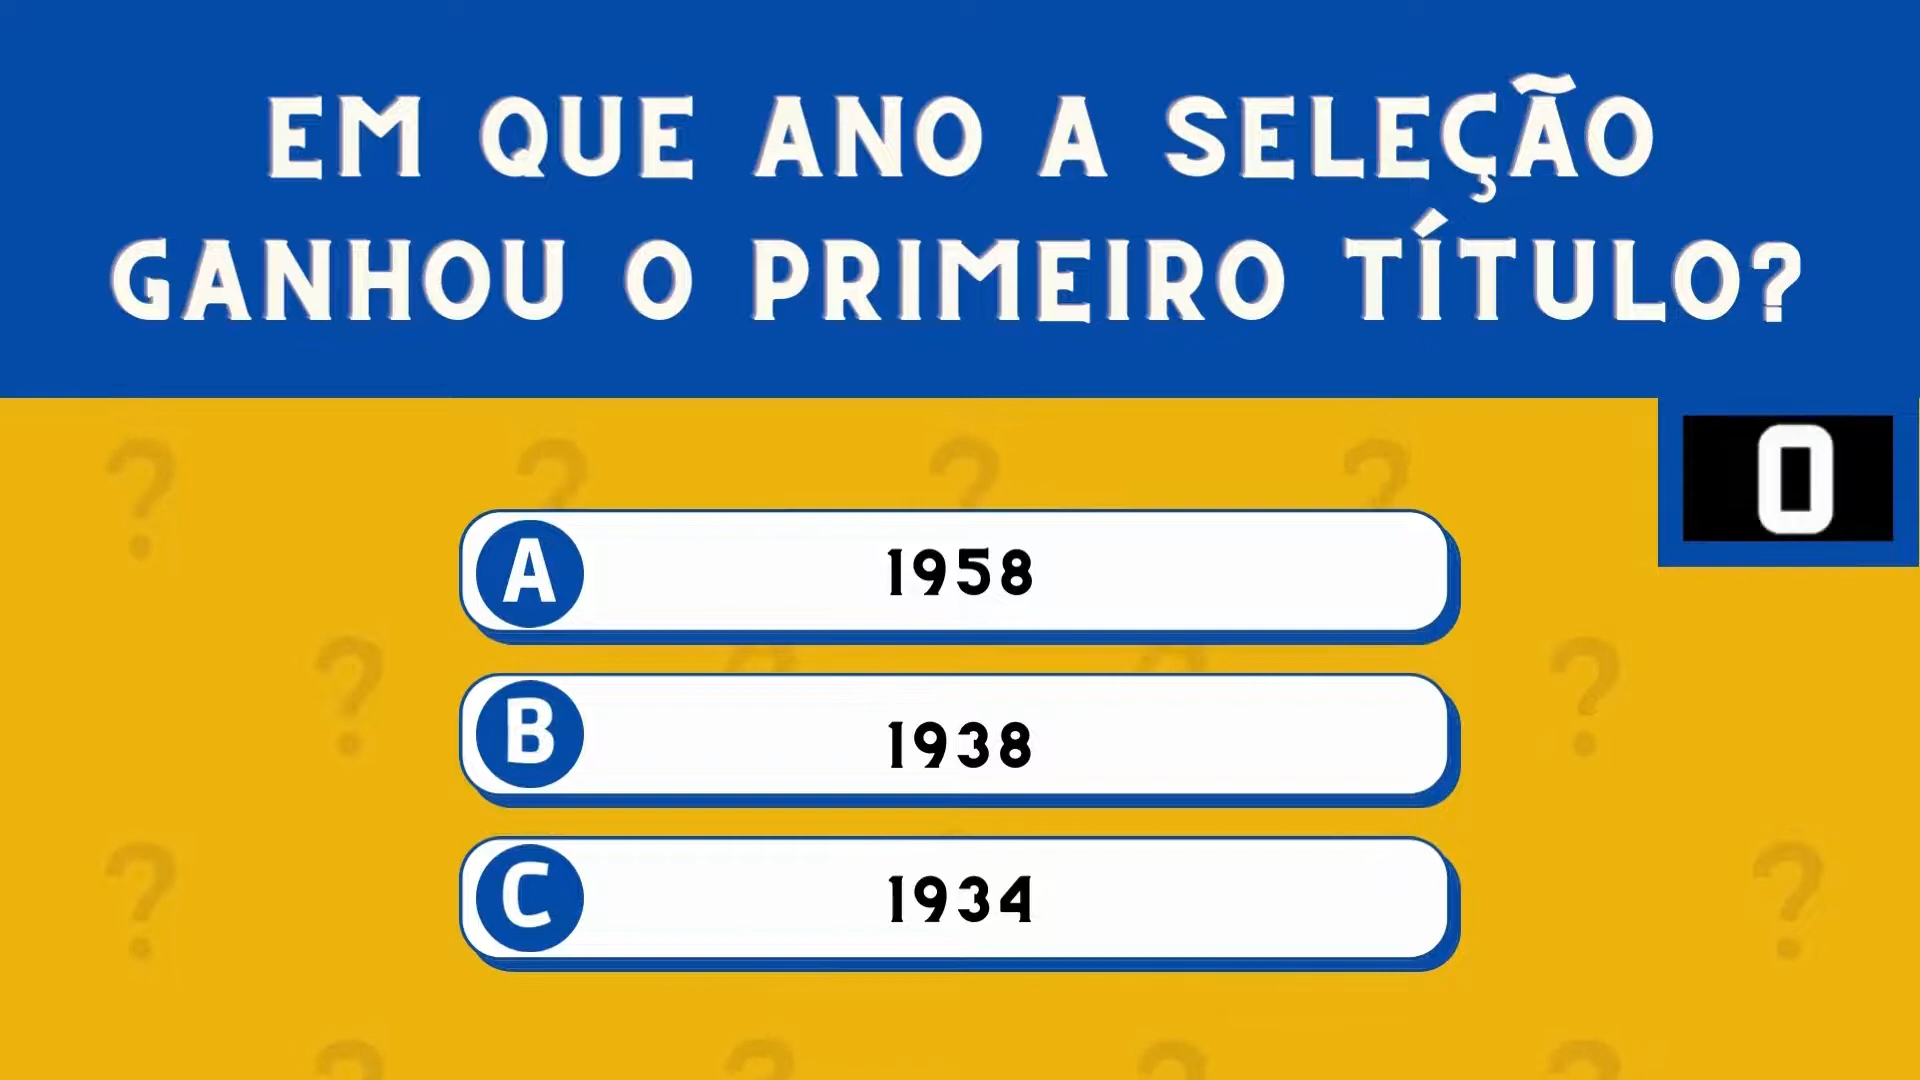 EM QUE ANO A SELEÇÃO
GANHOU O PRIMEIRO TÍTULO?
0
A 1958
B 1938
C 1934